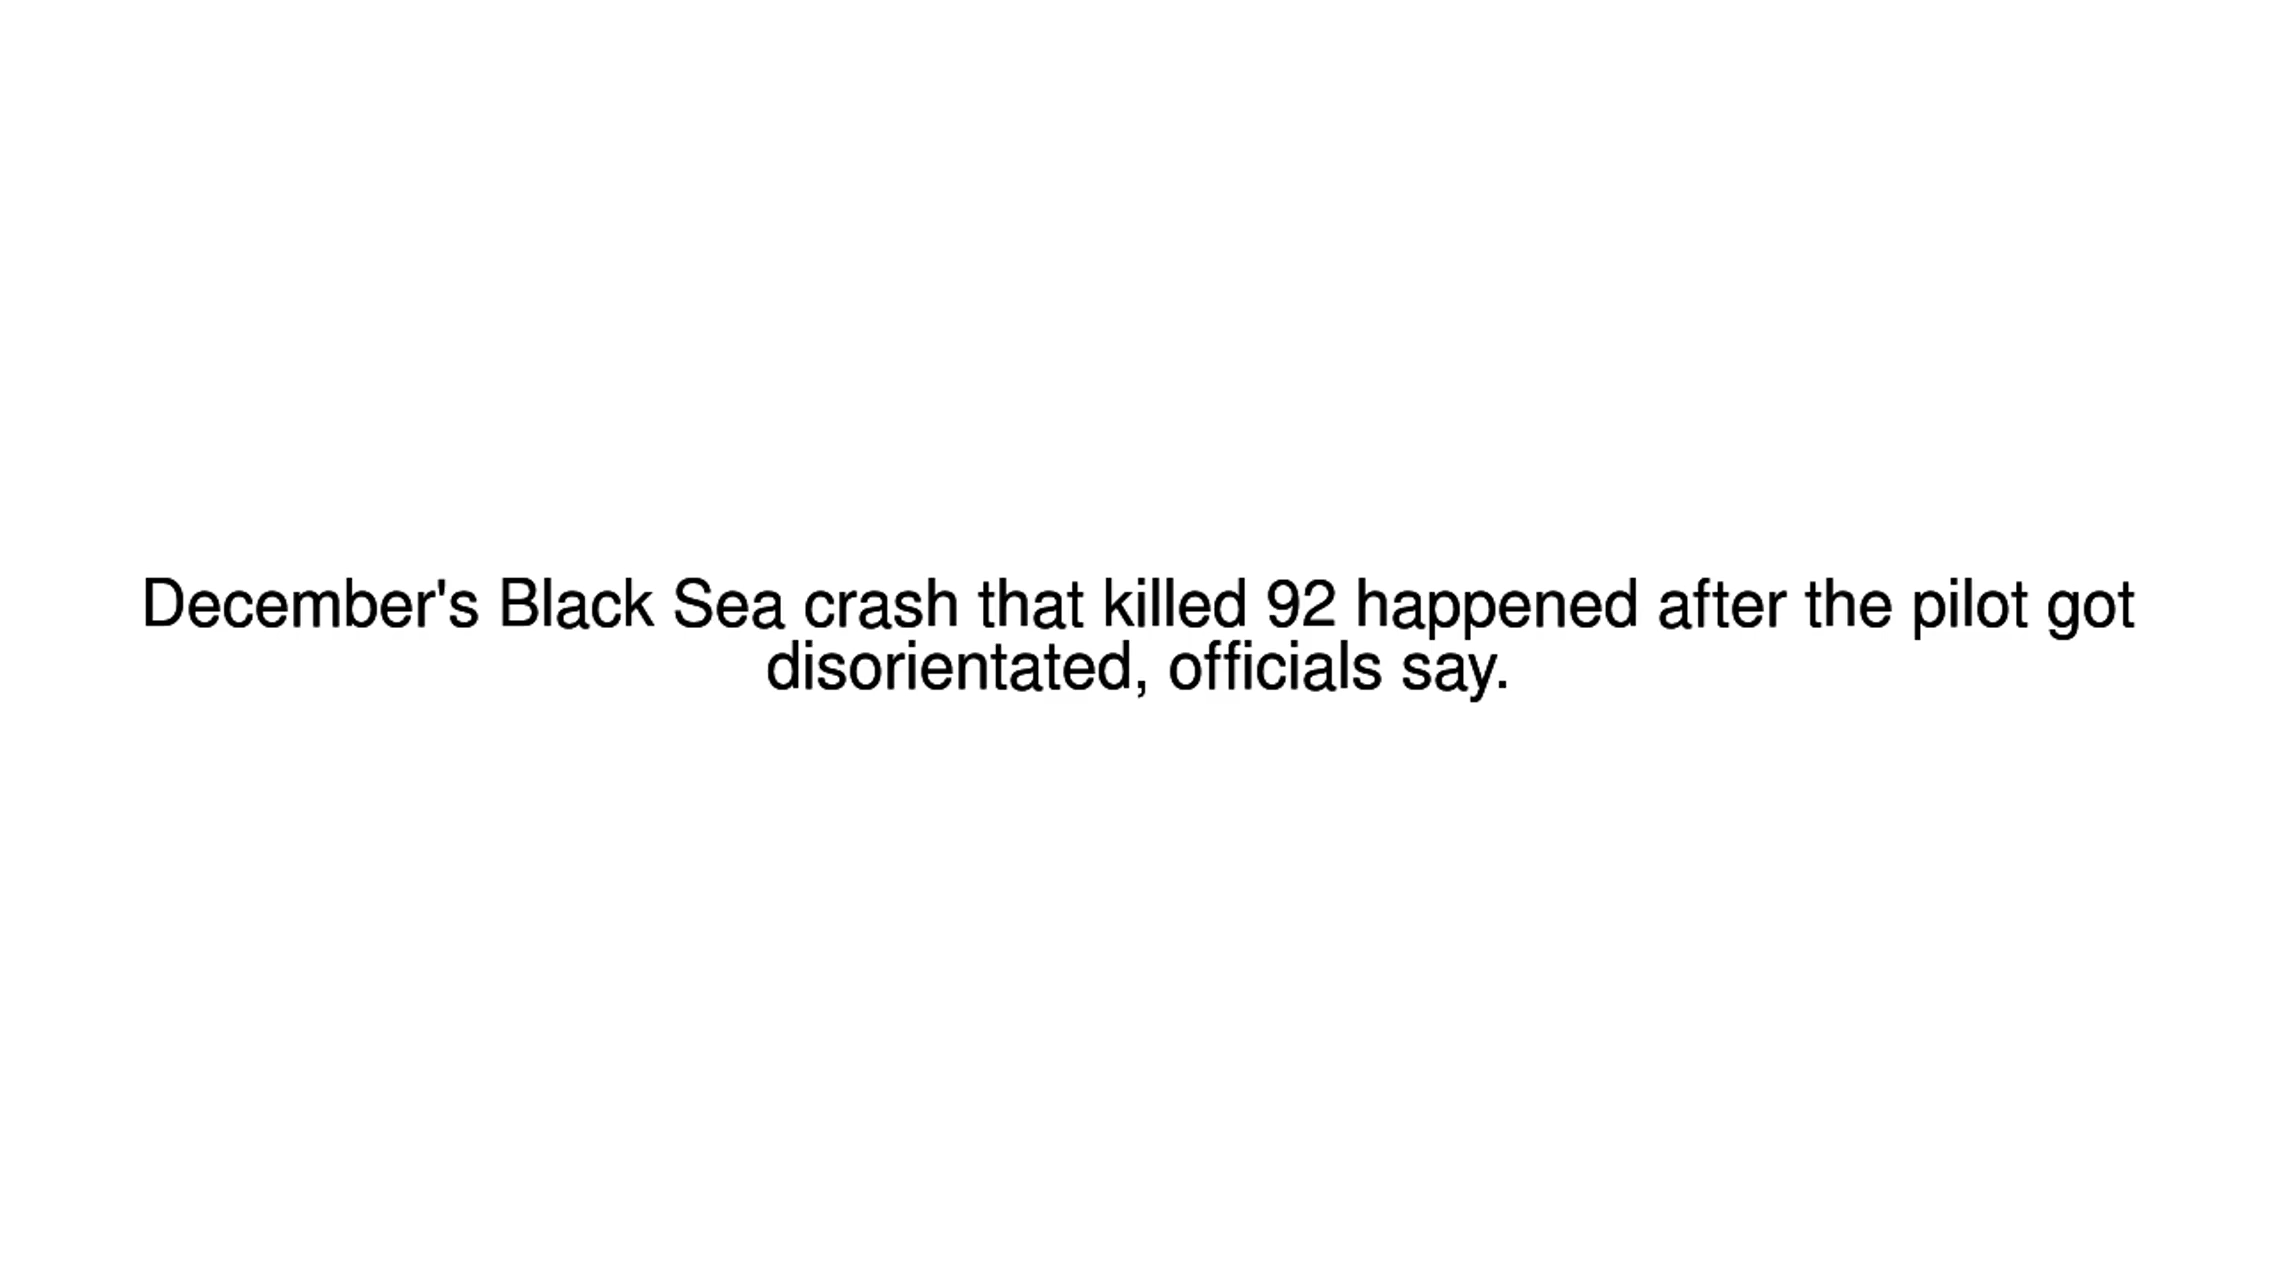 December's Black Sea crash that killed 92 happened after the pilot got
disorientated, officials say.